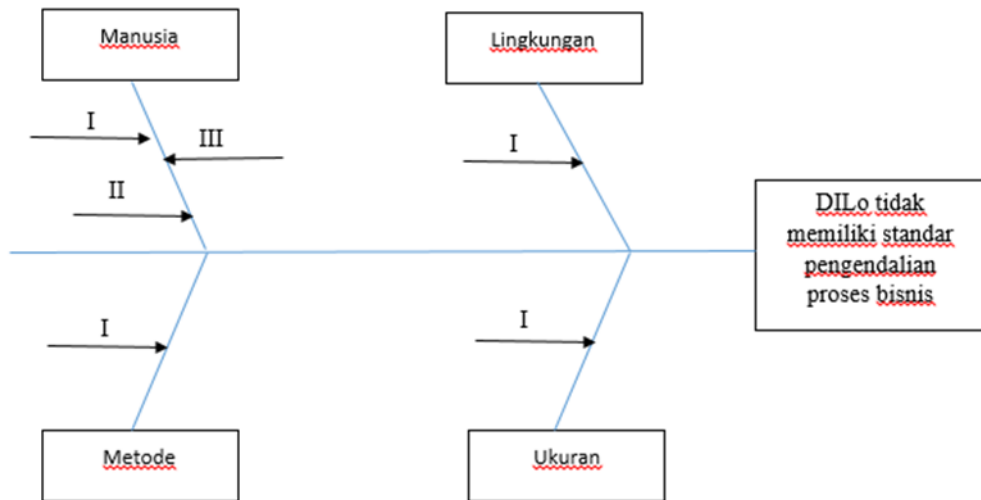 Manusia
Lingkungan
I
III
II
I
DILo tidak
memiliki standar
pengendalian
proses bisnis
I
I
Metode
Ukuran